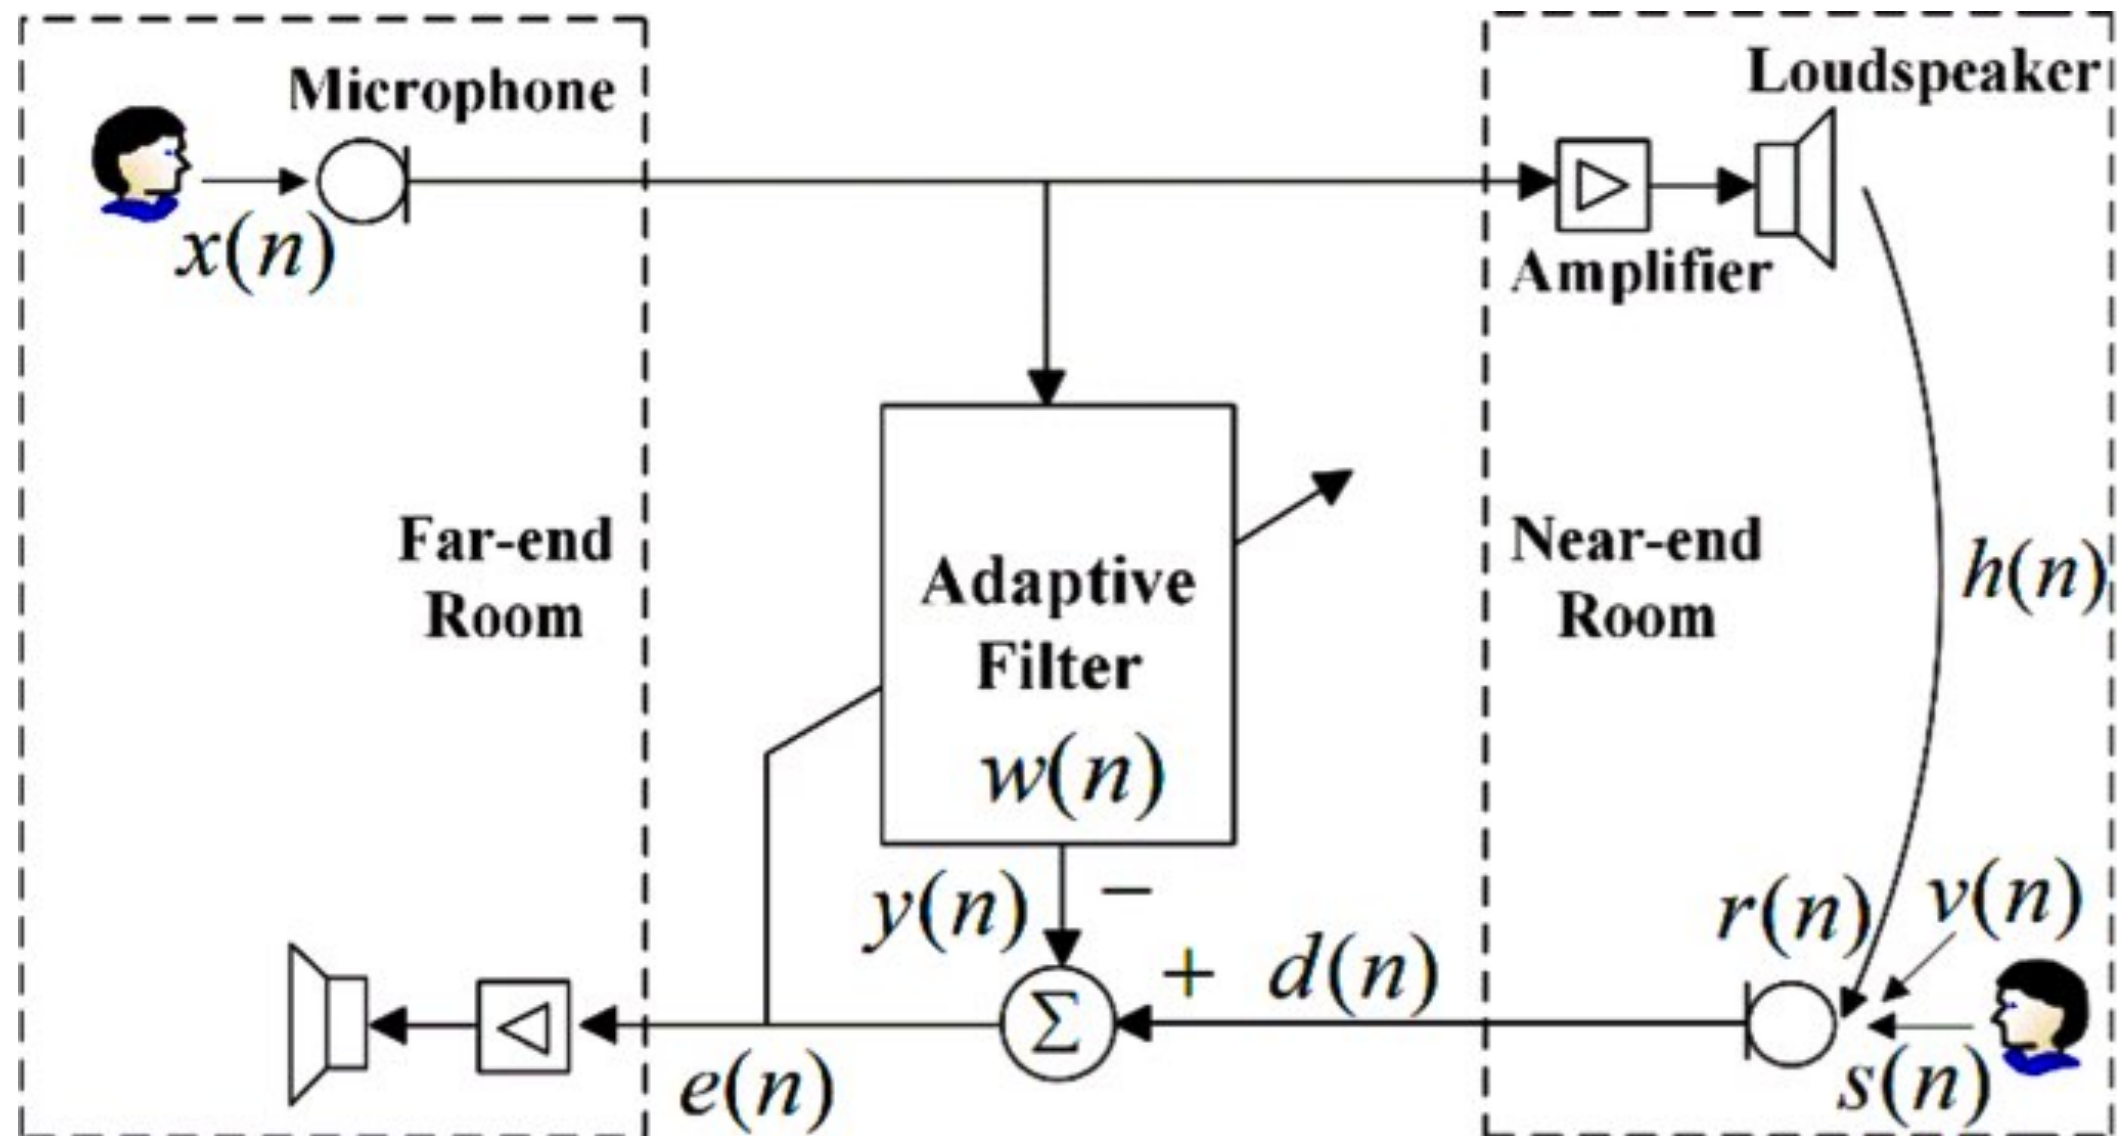 Microphone
Loudspeaker
x(n)
Amplifier
Far-end
Room
Adaptive
Filter
w(n)
Near-end
Room
h(n)
y(n)
−
+
d(n)
r(n)
v(n)
Σ
e(n)
s(n)